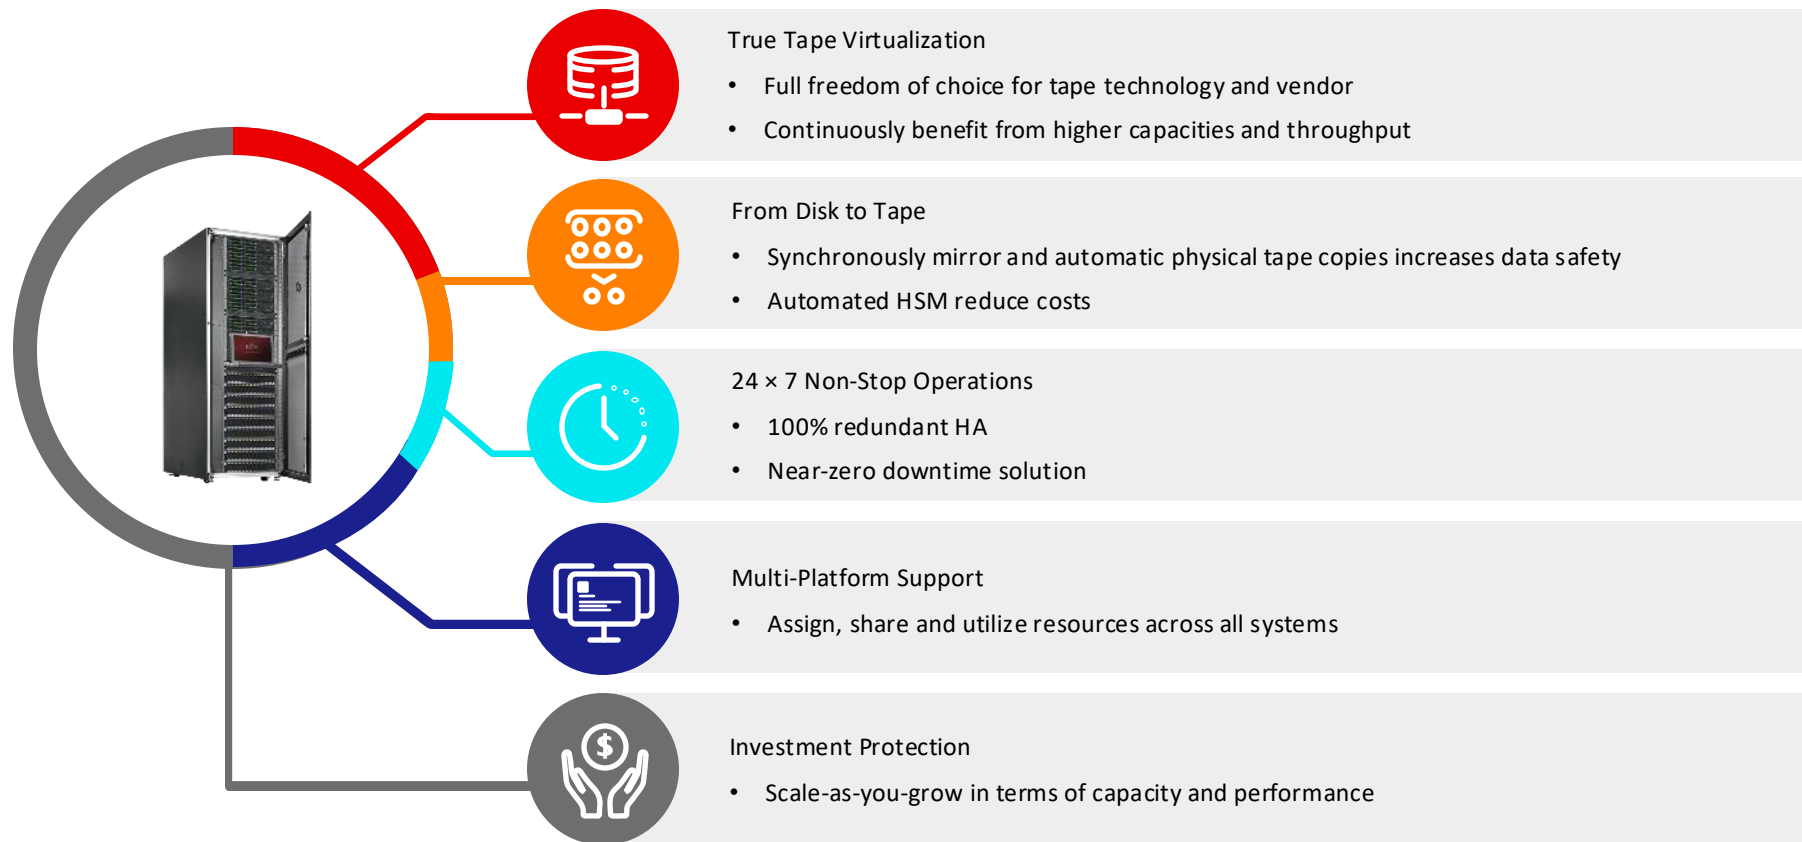 True Tape Virtualization
• Full freedom of choice for tape technology and vendor
• Continuously benefit from higher capacities and throughput
From Disk to Tape
• Synchronously mirror and automatic physical tape copies increases data safety
• Automated HSM reduce costs
24 × 7 Non-Stop Operations
• 100% redundant HA
• Near-zero downtime solution
Multi-Platform Support
• Assign, share and utilize resources across all systems
$
Investment Protection
• Scale-as-you-grow in terms of capacity and performance